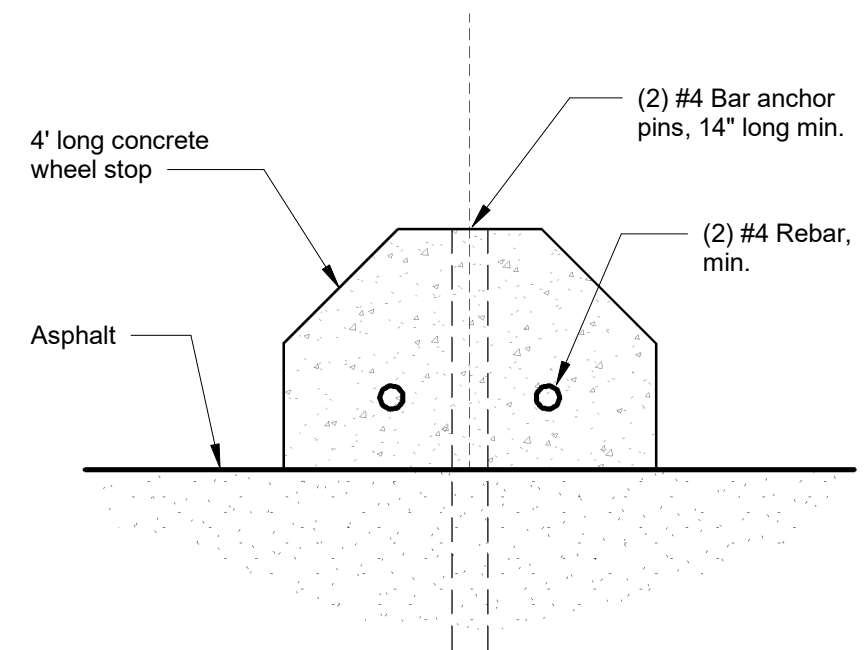 (2) #4 Bar anchor
pins, 14" long min.
4' long concrete
wheel stop
(2) #4 Rebar,
min.
Asphalt